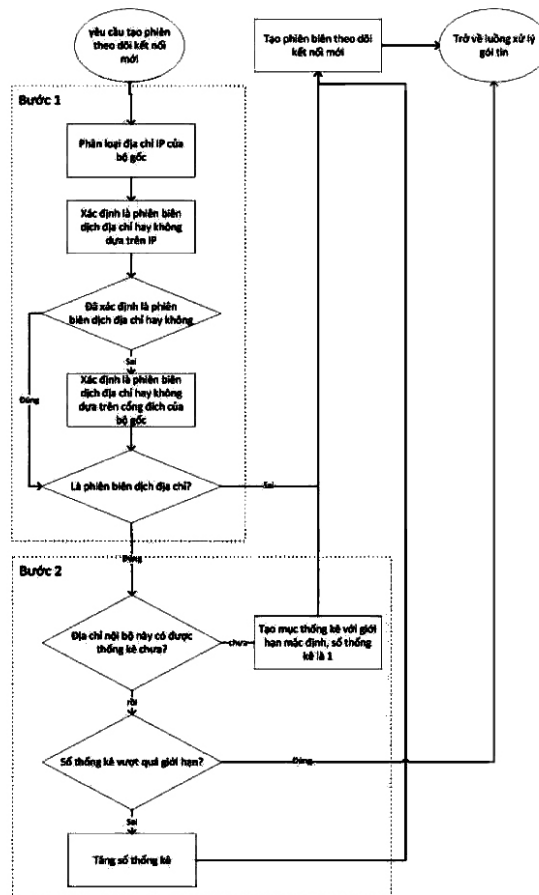 yêu cầu tạo phiên
theo dõi kết nối
mới
Tạo phiên biên theo dõi
kết nối mới
Trở về luồng xử lý
gói tin
Bước 1
Phân loại địa chỉ IP của
bộ gốc
Xác định là phiên biên
dịch địa chỉ hay không
dựa trên IP
Đã xác định là phiên
biên dịch địa chỉ hay không
Sai
Đúng
Xác định là phiên biên
dịch địa chỉ hay không
dựa trên cổng đích của
bộ gốc
Là phiên biên dịch địa chỉ?
Sai
Đúng
Bước 2
Địa chỉ nội bộ này có được
thống kê chưa?
chưa
Tạo mục thống kê với giới
hạn mặc định, số thống
kê là 1
rồi
Số thống kê vượt quá giới hạn?
Đúng
Sai
Tăng số thống kê